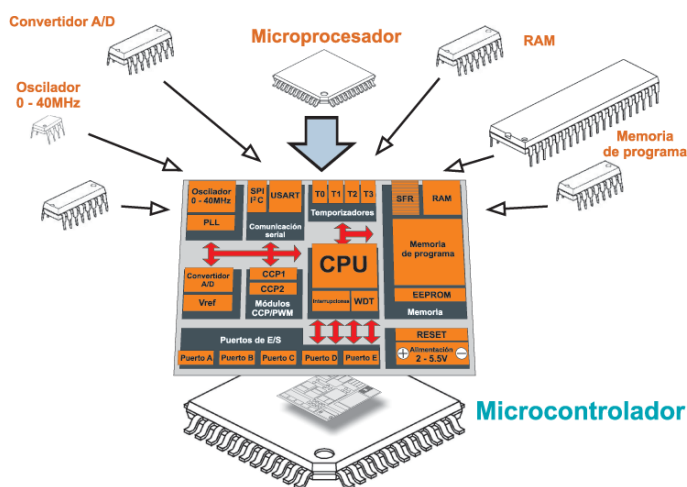 Convertidor A/D
Microprocesador
RAM
Oscilador
0 - 40MHz
Memoria
de programa
Oscilador
0 - 40MHz
PLL
SPI
I²C
USART
Comunicación
serial
T0
T1
T2
T3
Temporizadores
SFR
RAM
Memoria
de programa
EEPROM
Memoria
Convertidor
A/D
Vref
CCP1
CCP2
Módulos
CCP/PWM
CPU
Interrupciones
WDT
Puertos de E/S
Puerto A
Puerto B
Puerto C
Puerto D
Puerto E
RESET
+ Alimentación -
2 - 5.5V
Microcontrolador